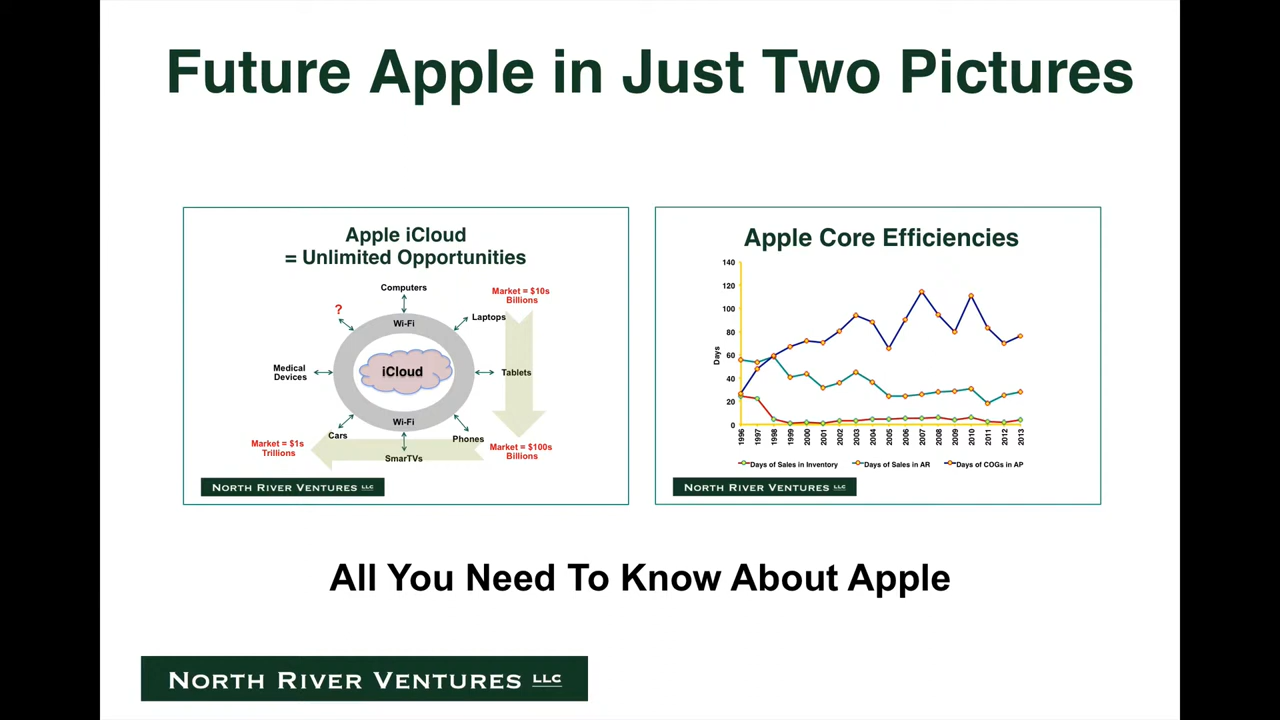 Future Apple in Just Two Pictures
Apple iCloud
= Unlimited Opportunities
Computers
Market = $10s
Billions
?
Wi-Fi
Laptops
iCloud
Medical
Devices
Tablets
Wi-Fi
Cars
Phones
Market = $1s
Trillions
SmarTVs
Market = $100s
Billions
NORTH RIVER VENTURES LLC
Apple Core Efficiencies
140
120
100
80
60
40
20
0
Days
1996 1997 1998 1999 2000 2001 2002 2003 2004 2005 2006 2007 2008 2009 2010 2011 2012 2013
Days of Sales in Inventory Days of Sales in AR Days of COGs in AP
NORTH RIVER VENTURES LLC
All You Need To Know About Apple
NORTH RIVER VENTURES LLC